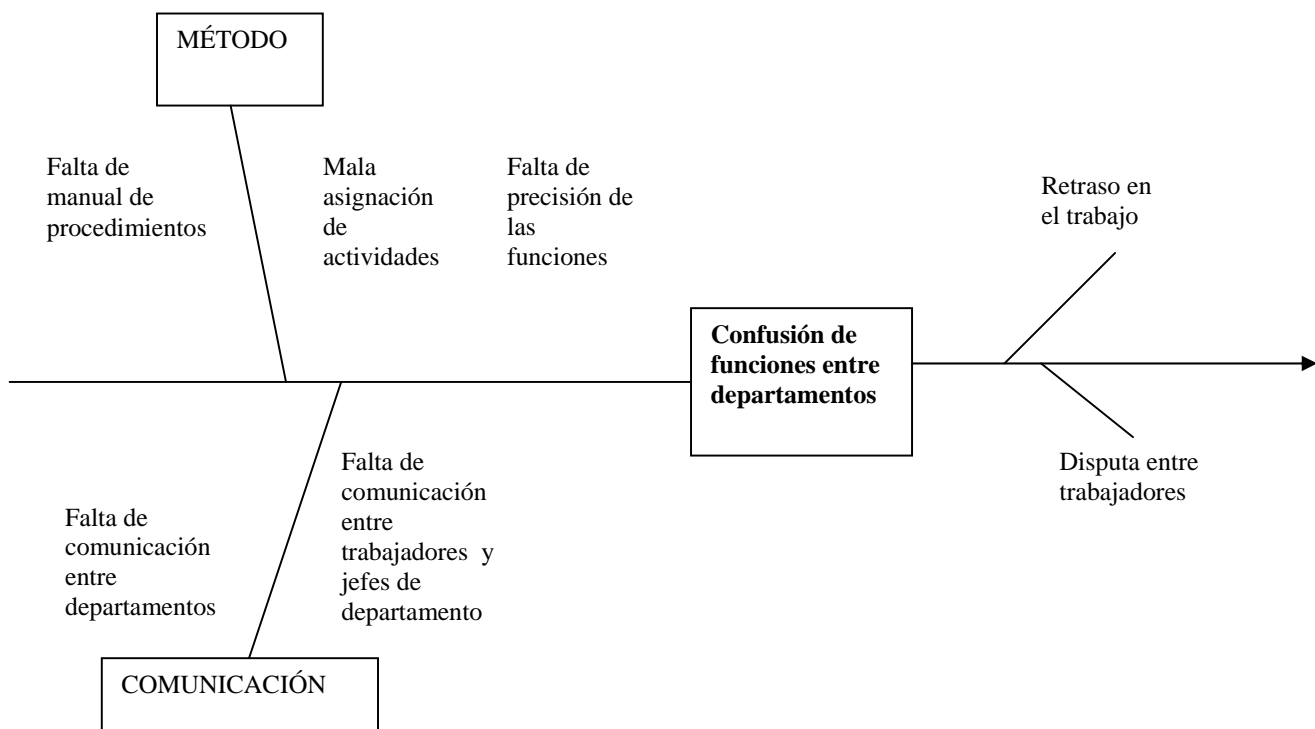 MÉTODO
Falta de
manual de
procedimientos
Mala
asignación
de
actividades
Falta de
precisión de
las
funciones
Retraso en
el trabajo
Confusión de
funciones entre
departamentos
Disputa entre
trabajadores
Falta de
comunicación
entre
departamentos
Falta de
comunicación
entre
trabajadores y
jefes de
departamento
COMUNICACIÓN